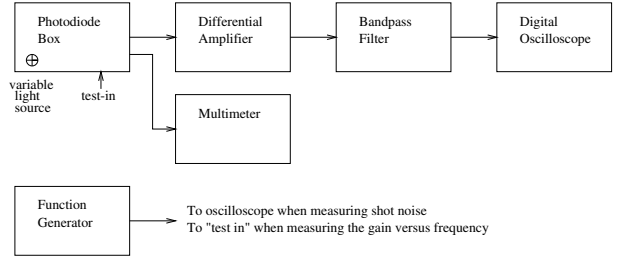 Photodiode
Box
variable
light
source
test-in
Differential
Amplifier
Bandpass
Filter
Digital
Oscilloscope
Multimeter
Function
Generator
To oscilloscope when measuring shot noise
To "test in" when measuring the gain versus frequency